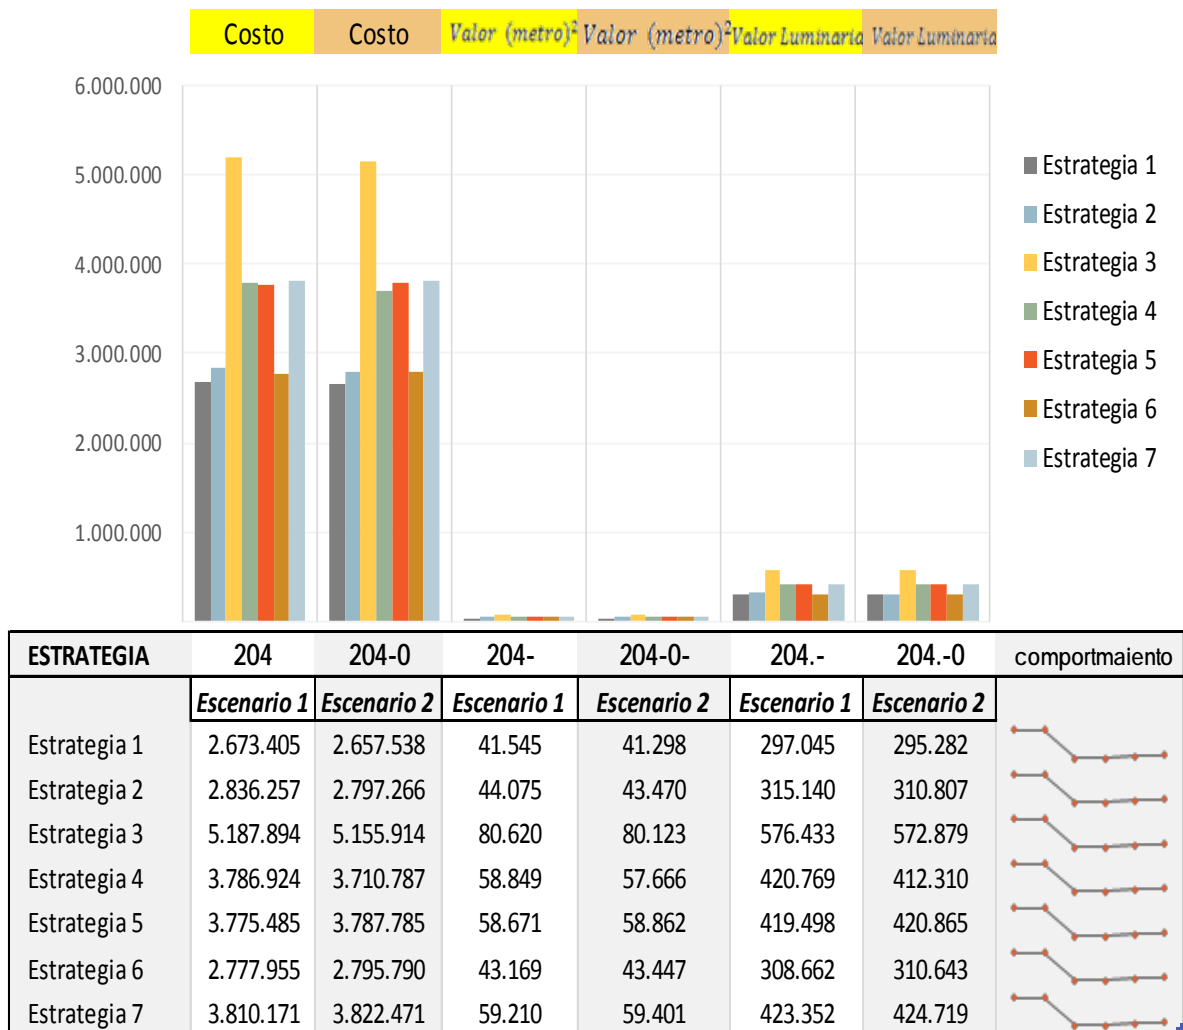 Costo Costo Valor (metro)² Valor (metro)² Valor Luminaria Valor Luminaria
6.000.000
5.000.000
4.000.000
3.000.000
2.000.000
1.000.000
Estrategia 1
Estrategia 2
Estrategia 3
Estrategia 4
Estrategia 5
Estrategia 6
Estrategia 7
ESTRATEGIA 204 204-0 204- 204-0- 204.- 204.-0 comportmaiento
Escenario 1 Escenario 2 Escenario 1 Escenario 2 Escenario 1 Escenario 2
Estrategia 1 2.673.405 2.657.538 41.545 41.298 297.045 295.282
Estrategia 2 2.836.257 2.797.266 44.075 43.470 315.140 310.807
Estrategia 3 5.187.894 5.155.914 80.620 80.123 576.433 572.879
Estrategia 4 3.786.924 3.710.787 58.849 57.666 420.769 412.310
Estrategia 5 3.775.485 3.787.785 58.671 58.862 419.498 420.865
Estrategia 6 2.777.955 2.795.790 43.169 43.447 308.662 310.643
Estrategia 7 3.810.171 3.822.471 59.210 59.401 423.352 424.719